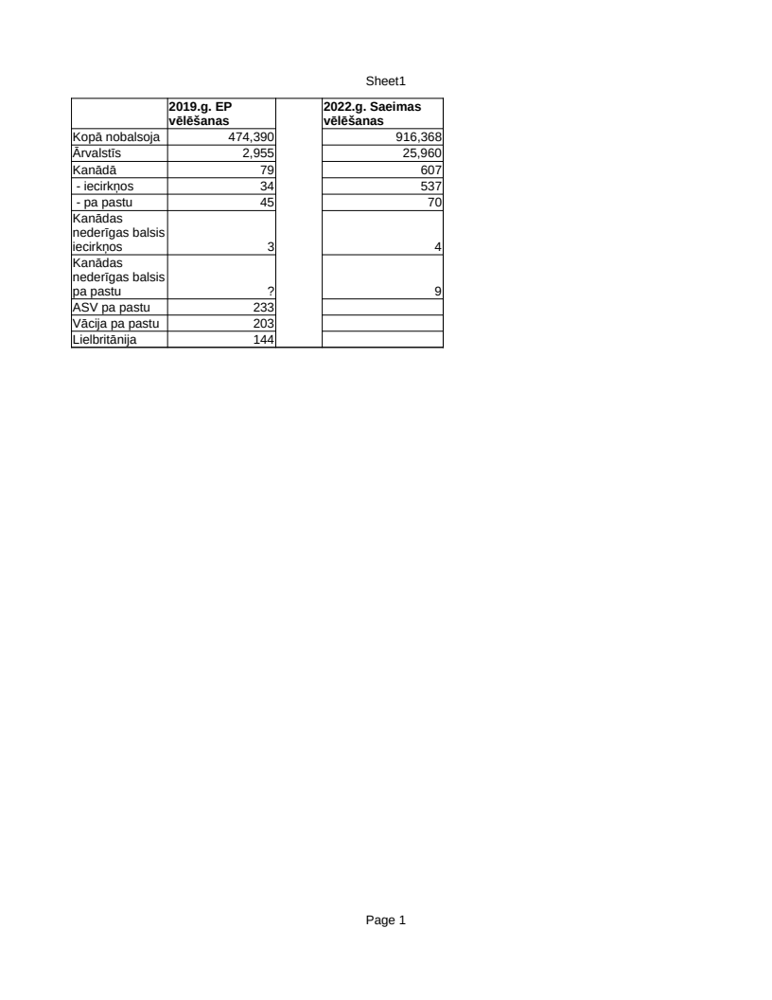 Sheet1
2019.g. EP 2022.g. Saeimas
vēlēšanas vēlēšanas
Kopā nobalsoja 474,390 916,368
Ārvalstīs 2,955 25,960
Kanādā 79 607
- iecirkņos 34 537
- pa pastu 45 70
Kanādas
nederīgas balsis
iecirkņos 3 4
Kanādas
nederīgas balsis
pa pastu ? 9
ASV pa pastu 233
Vācija pa pastu 203
Lielbritānija 144
Page 1